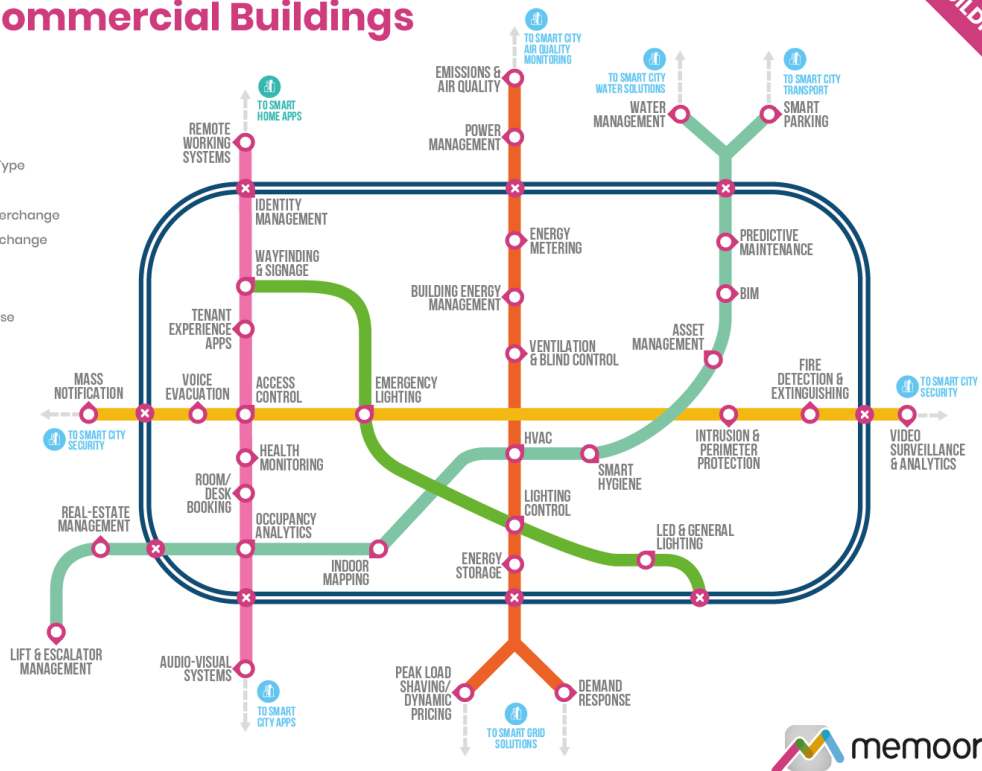 ommercial Buildings
TO SMART CITY
AIR QUALITY
MONITORING
EMISSIONS &
AIR QUALITY
TO SMART CITY
WATER SOLUTIONS
TO SMART CITY
TRANSPORT
TO SMART
HOME APPS
WATER
MANAGEMENT
SMART
PARKING
REMOTE
WORKING
SYSTEMS
POWER
MANAGEMENT
Type
erchange
change
se
IDENTITY
MANAGEMENT
ENERGY
METERING
PREDICTIVE
MAINTENANCE
WAYFINDING
& SIGNAGE
BUILDING ENERGY
MANAGEMENT
BIM
TENANT
EXPERIENCE
APPS
VENTILATION
& BLIND CONTROL
ASSET
MANAGEMENT
MASS
NOTIFICATION
VOICE
EVACUATION
ACCESS
CONTROL
EMERGENCY
LIGHTING
FIRE
DETECTION &
EXTINGUISHING
TO SMART CITY
SECURITY
TO SMART CITY
SECURITY
HVAC
INTRUSION &
PERIMETER
PROTECTION
VIDEO
SURVEILLANCE
& ANALYTICS
HEALTH
MONITORING
SMART
HYGIENE
ROOM/
DESK
BOOKING
LIGHTING
CONTROL
REAL-ESTATE
MANAGEMENT
OCCUPANCY
ANALYTICS
LED & GENERAL
LIGHTING
INDOOR
MAPPING
ENERGY
STORAGE
LIFT & ESCALATOR
MANAGEMENT
AUDIO-VISUAL
SYSTEMS
PEAK LOAD
SHAVING/
DYNAMIC
PRICING
DEMAND
RESPONSE
TO SMART
CITY APPS
TO SMART GRID
SOLUTIONS
memoor